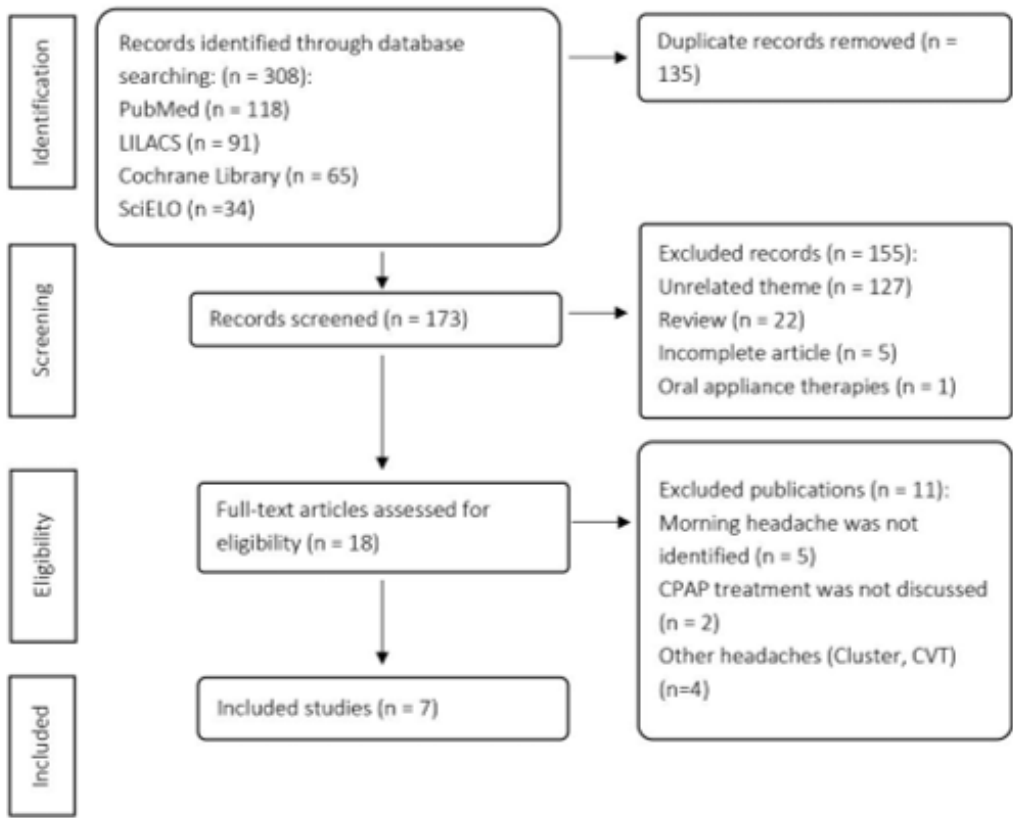 Identification
Records identified through database
searching: (n = 308):
PubMed (n = 118)
LILACS (n = 91)
Cochrane Library (n = 65)
SciELO (n =34)
Duplicate records removed (n =
135)
Screening
Records screened (n = 173)
Excluded records (n = 155):
Unrelated theme (n = 127)
Review (n = 22)
Incomplete article (n = 5)
Oral appliance therapies (n = 1)
Eligibility
Full-text articles assessed for
eligibility (n = 18)
Excluded publications (n = 11):
Morning headache was not
identified (n = 5)
CPAP treatment was not discussed
(n = 2)
Other headaches (Cluster, CVT)
(n=4)
Included
Included studies (n = 7)